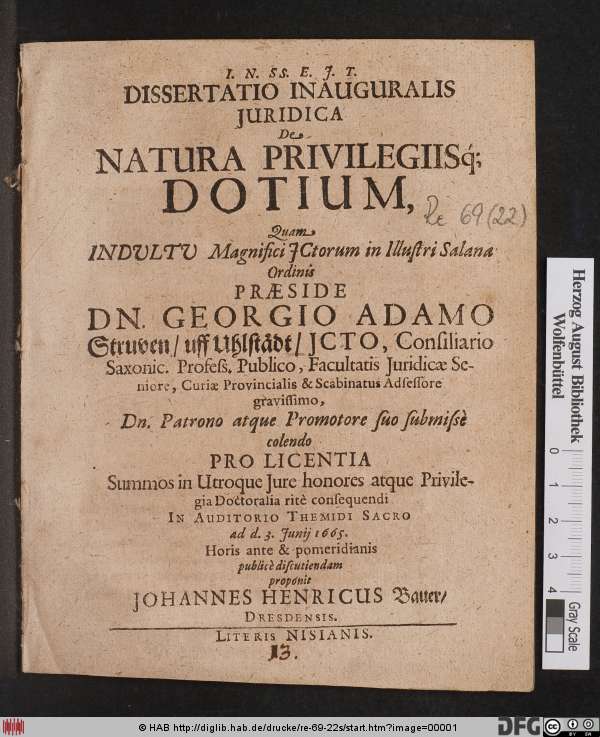 I. N. SS. E. J. T.
DISSERTATIO INAUGURALIS
JURIDICA
De
NATURA PRIVILEGIISq́;
DOTIUM,
Re 69 (22)
Quam
INDULTU Magnifici JCtorum in Illuſtri Salana
Ordinis
PRÆSIDE
DN. GEORGIO ADAMO
Struven/ uff Uhlſtådt/ JCTO, Conſiliario
Saxonic. Profeſſ. Publico, Facultatis Juridicæ Se-
niore, Curiæ Provincialis & Scabinatus Adſeſſore
graviſſimo,
Dn. Patrono atque Promotore ſuo ſubmiſsè
colendo
PRO LICENTIA
Summos in Utroque Jure honores atque Privile-
gia Doctoralia ritè conſequendi
IN AUDITORIO THEMIDI SACRO
ad d. 3. Junij 1665.
Horis ante & pomeridianis
publicè diſcutiendam
proponit
JOHANNES HENRICUS Bauer/
DRESDENSIS.
LITERIS NISIANIS.
13.
Herzog August Bibliothek
Wolfenbüttel
0 1 2 3 4
Gray Scale
© HAB http://diglib.hab.de/drucke/re-69-22s/start.htm?image=00001
DFG
CC BY SA